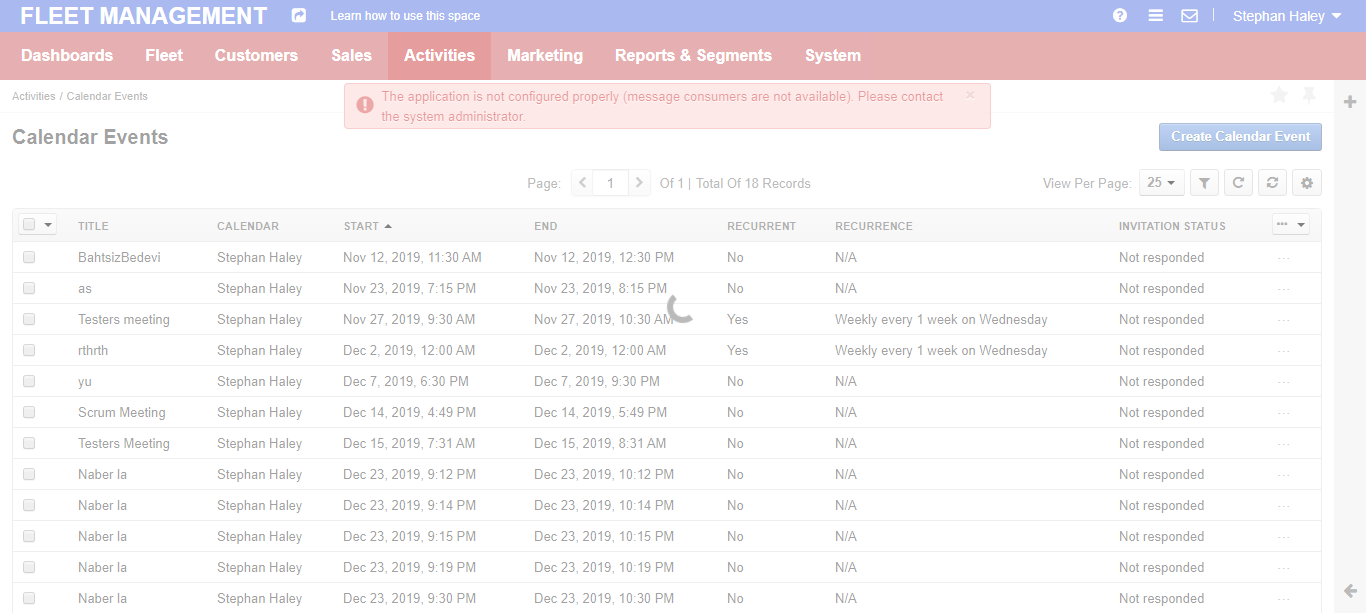 FLEET MANAGEMENT Learn how to use this space Stephan Haley
Dashboards Fleet Customers Sales Activities Marketing Reports & Segments System
Activities / Calendar Events
The application is not configured properly (message consumers are not available). Please contact
the system administrator.
Calendar Events
Create Calendar Event
Page: 1 Of 1 | Total Of 18 Records View Per Page: 25
TITLE CALENDAR START END RECURRENT RECURRENCE INVITATION STATUS
BahtsizBedevi Stephan Haley Nov 12, 2019, 11:30 AM Nov 12, 2019, 12:30 PM No N/A Not responded ...
as Stephan Haley Nov 23, 2019, 7:15 PM Nov 23, 2019, 8:15 PM No N/A Not responded ...
Testers meeting Stephan Haley Nov 27, 2019, 9:30 AM Nov 27, 2019, 10:30 AM Yes Weekly every 1 week on Wednesday Not responded ...
rthrth Stephan Haley Dec 2, 2019, 12:00 AM Dec 2, 2019, 12:00 AM Yes Weekly every 1 week on Wednesday Not responded ...
yu Stephan Haley Dec 7, 2019, 6:30 PM Dec 7, 2019, 9:30 PM No N/A Not responded ...
Scrum Meeting Stephan Haley Dec 14, 2019, 4:49 PM Dec 14, 2019, 5:49 PM No N/A Not responded ...
Testers Meeting Stephan Haley Dec 15, 2019, 7:31 AM Dec 15, 2019, 8:31 AM No N/A Not responded ...
Naber la Stephan Haley Dec 23, 2019, 9:12 PM Dec 23, 2019, 10:12 PM No N/A Not responded ...
Naber la Stephan Haley Dec 23, 2019, 9:14 PM Dec 23, 2019, 10:14 PM No N/A Not responded ...
Naber la Stephan Haley Dec 23, 2019, 9:15 PM Dec 23, 2019, 10:15 PM No N/A Not responded ...
Naber la Stephan Haley Dec 23, 2019, 9:19 PM Dec 23, 2019, 10:19 PM No N/A Not responded ...
Naber la Stephan Haley Dec 23, 2019, 9:30 PM Dec 23, 2019, 10:30 PM No N/A Not responded ...